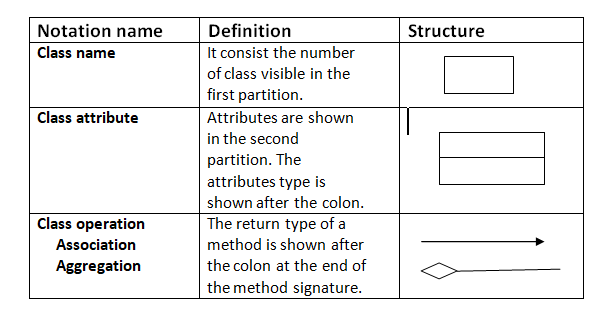 Notation name Definition Structure
Class name It consist the number
of class visible in the
first partition.
Class attribute Attributes are shown
in the second
partition. The
attributes type is
shown after the colon.
Class operation The return type of a
Association method is shown after
Aggregation the colon at the end of
the method signature.